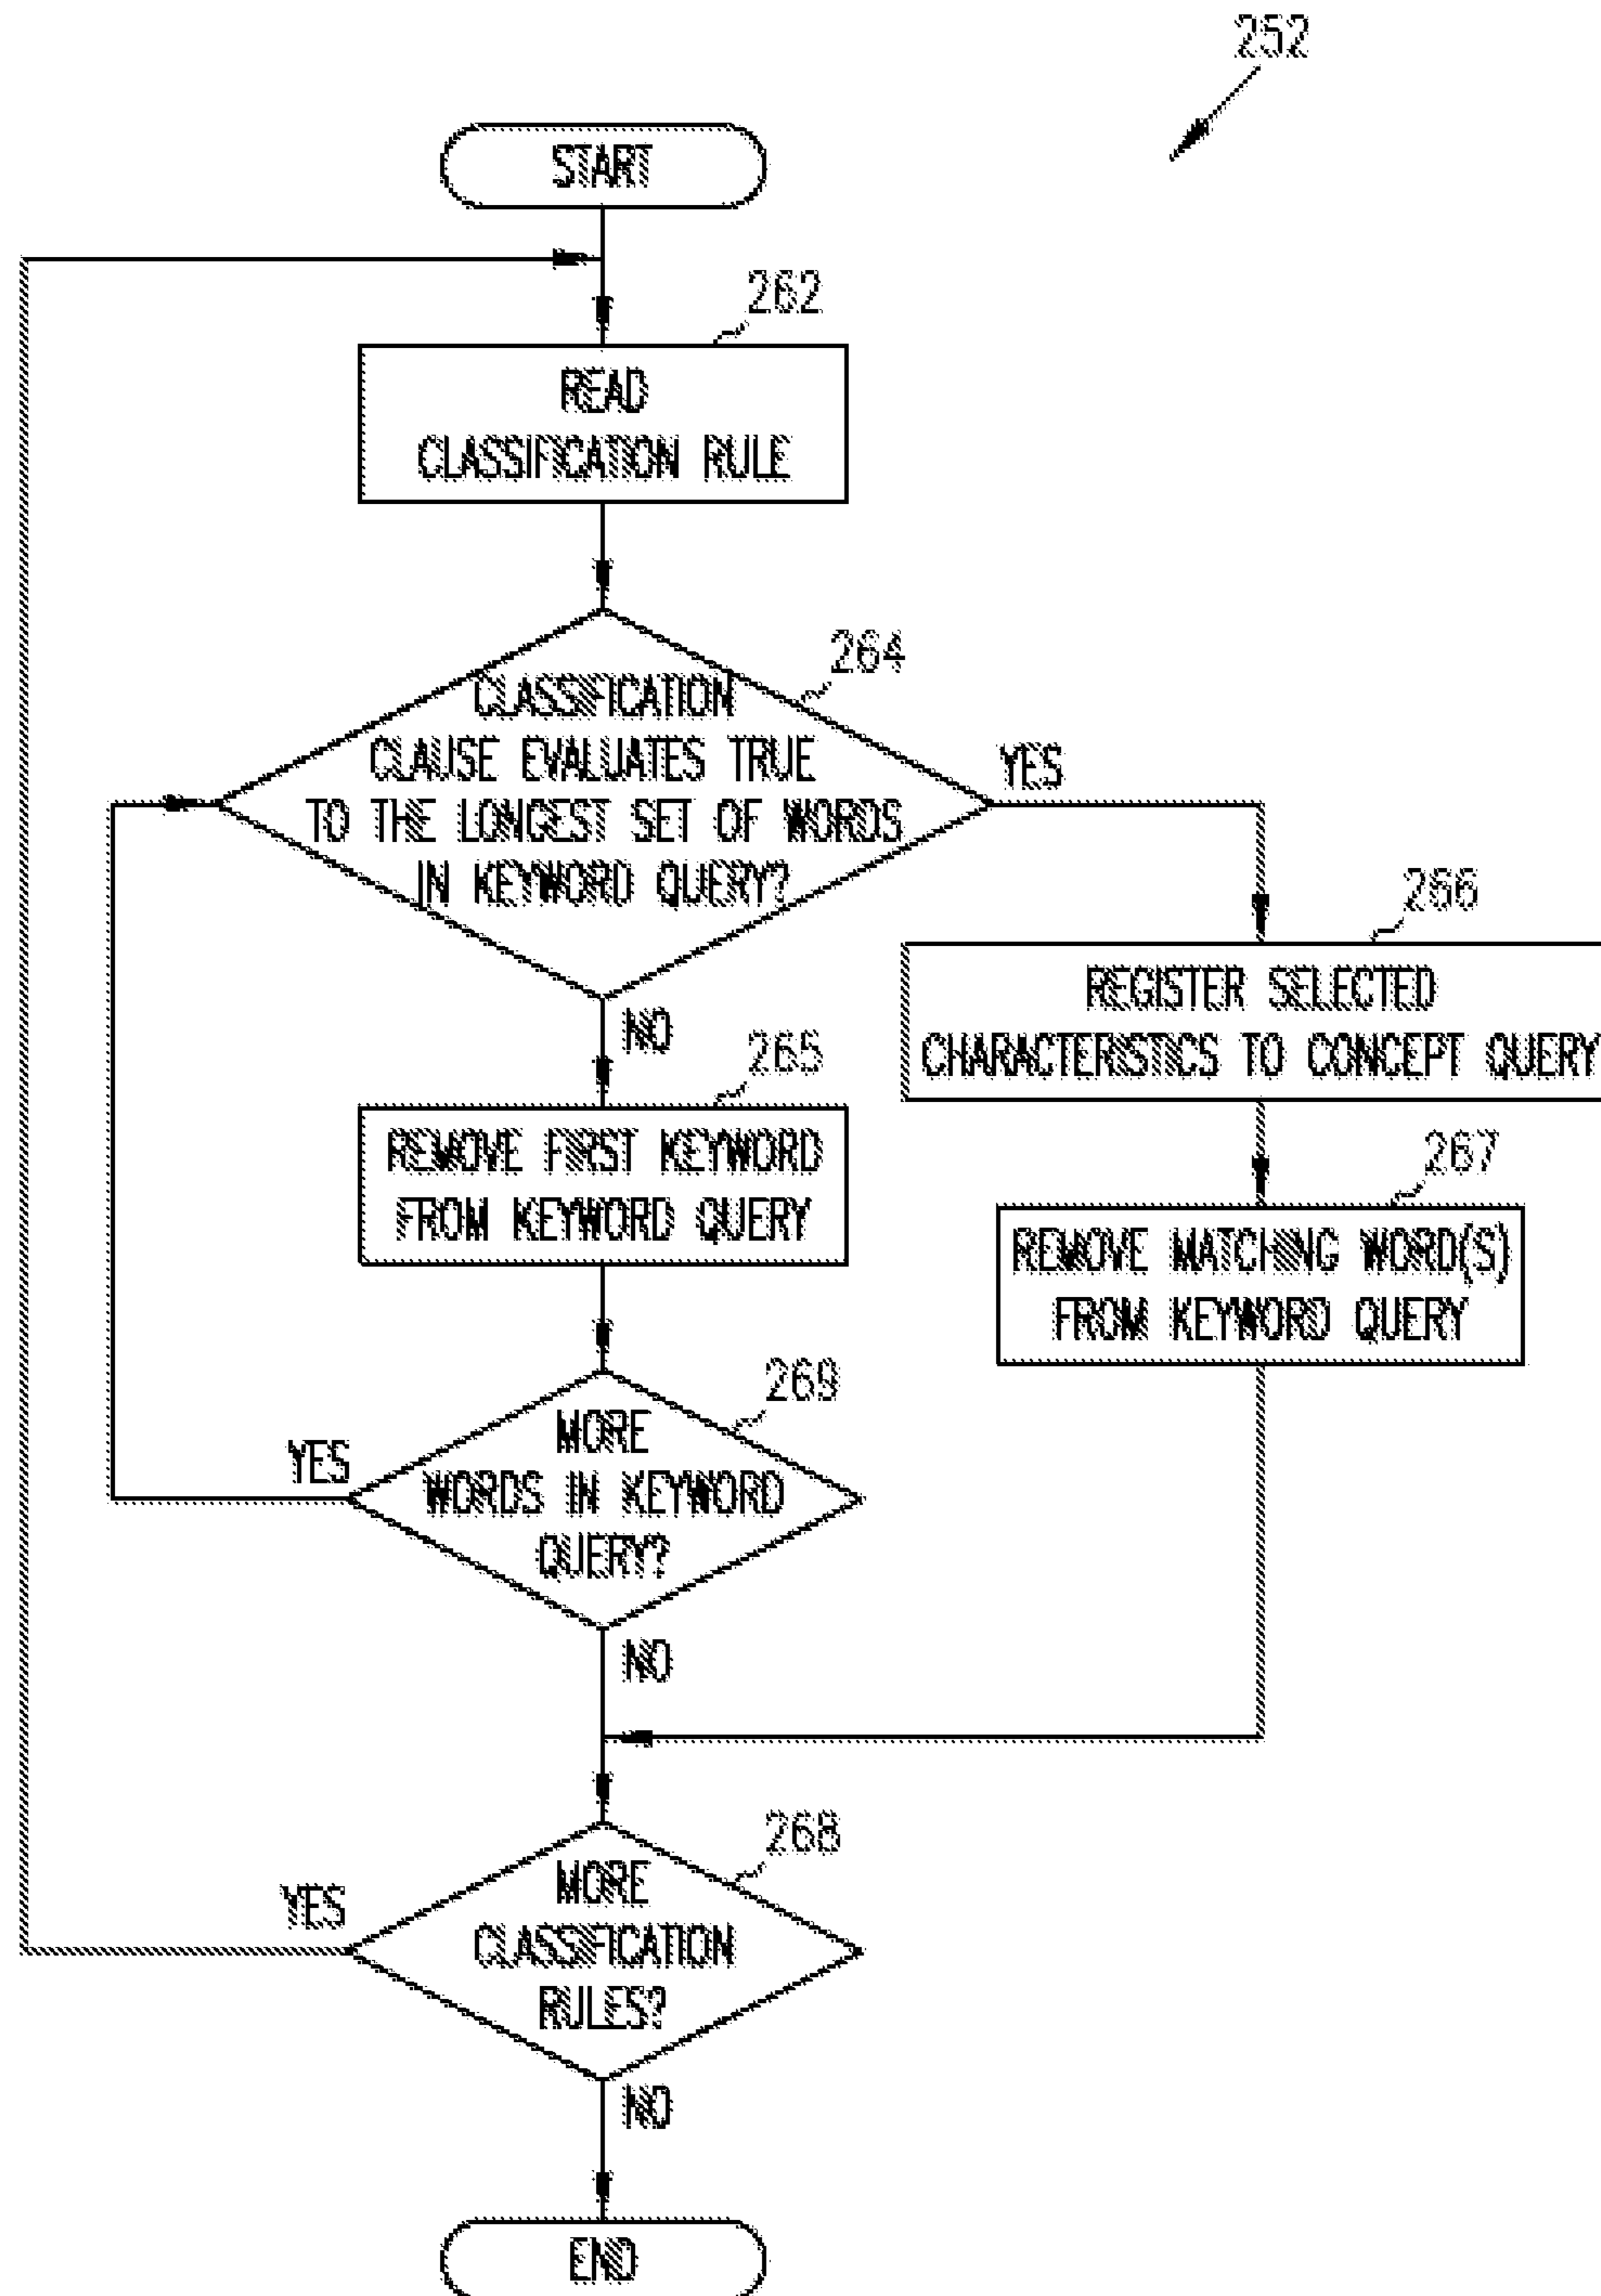 252
START
262
READ
CLASSIFICATION RULE
264
CLASSIFICATION
CLAUSE EVALUATES TRUE
TO THE LONGEST SET OF WORDS
IN KEYWORD QUERY?
YES
NO
266
REGISTER SELECTED
CHARACTERISTICS TO CONCEPT QUERY
265
REMOVE FIRST KEYWORD
FROM KEYWORD QUERY
267
REMOVE MATCHING WORD(S)
FROM KEYWORD QUERY
269
MORE
WORDS IN KEYWORD
QUERY?
YES
NO
268
MORE
CLASSIFICATION
RULES?
YES
NO
END